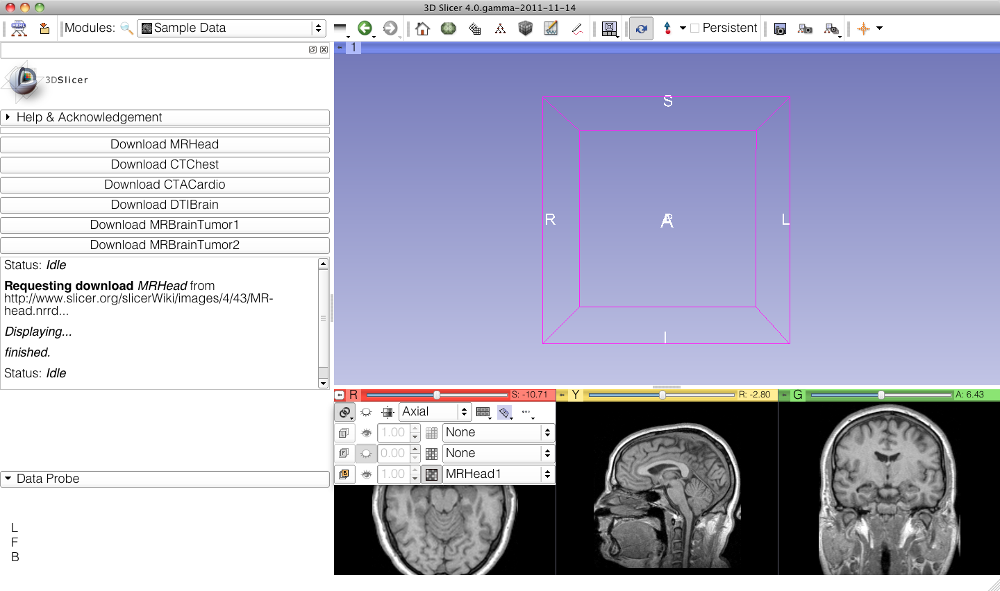 3D Slicer 4.0.gamma-2011-11-14
Modules: Sample Data
Persistent
1
3DSlicer
Help & Acknowledgement
Download MRHead
Download CTChest
Download CTACardio
Download DTIBrain
Download MRBrainTumor1
Download MRBrainTumor2
Status: Idle
Requesting download MRHead from
http://www.slicer.org/slicerWiki/images/4/43/MR-
head.nrrd...
Displaying...
finished.
Status: Idle
Data Probe
L
F
B
S
R
A
L
I
R S: -10.71
Y R: -2.80
G A: 6.43
Axial
L 1.00 None
F 0.00 None
B 1.00 MRHead1